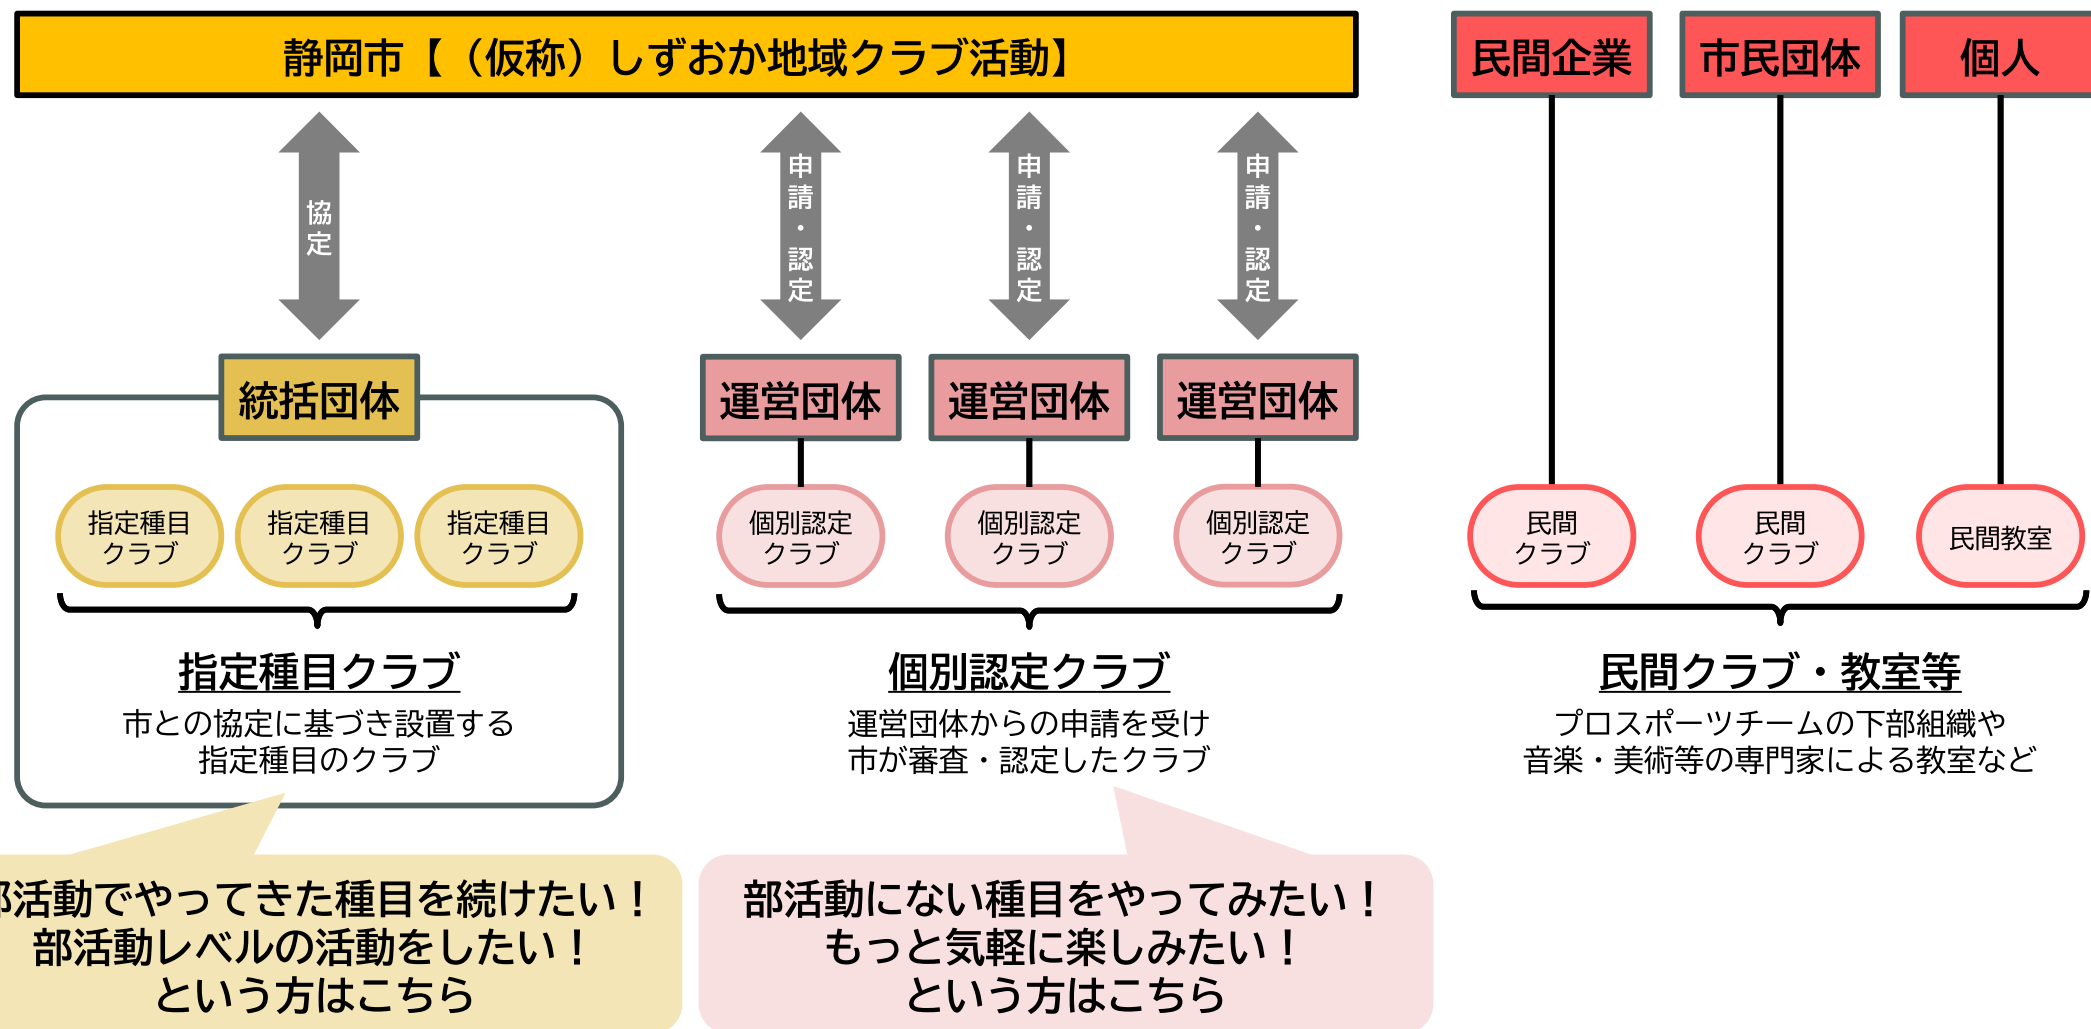 静岡市【（仮称）しずおか地域クラブ活動】
民間企業
市民団体
個人
協定
申請・認定
申請・認定
申請・認定
統括団体
運営団体
運営団体
運営団体
指定種目
クラブ
指定種目
クラブ
指定種目
クラブ
個別認定
クラブ
個別認定
クラブ
個別認定
クラブ
民間
クラブ
民間
クラブ
民間教室
指定種目クラブ
市との協定に基づき設置する
指定種目のクラブ
個別認定クラブ
運営団体からの申請を受け
市が審査・認定したクラブ
民間クラブ・教室等
プロスポーツチームの下部組織や
音楽・美術等の専門家による教室など
部活動でやってきた種目を続けたい！
部活動レベルの活動をしたい！
という方はこちら
部活動にない種目をやってみたい！
もっと気軽に楽しみたい！
という方はこちら